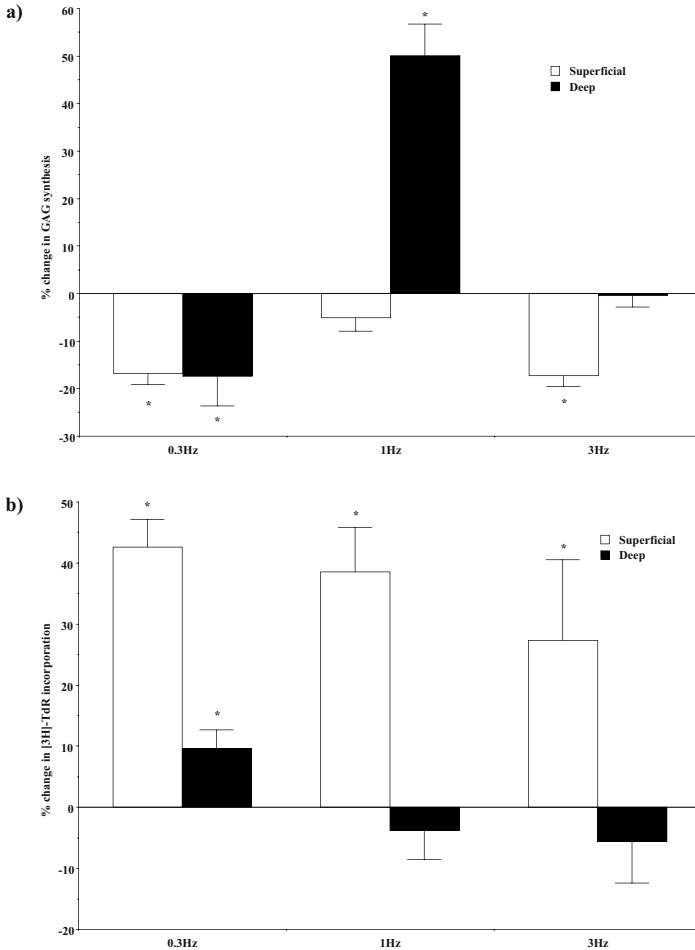 a)
% change in GAG synthesis
60
50
40
30
20
10
0
-10
-20
-30
*
Superficial
Deep
*
*
*
0.3Hz
1Hz
3Hz
b)
% change in [3H]-TdR incorporation
50
40
30
20
10
0
-10
-20
*
*
*
*
Superficial
Deep
0.3Hz
1Hz
3Hz